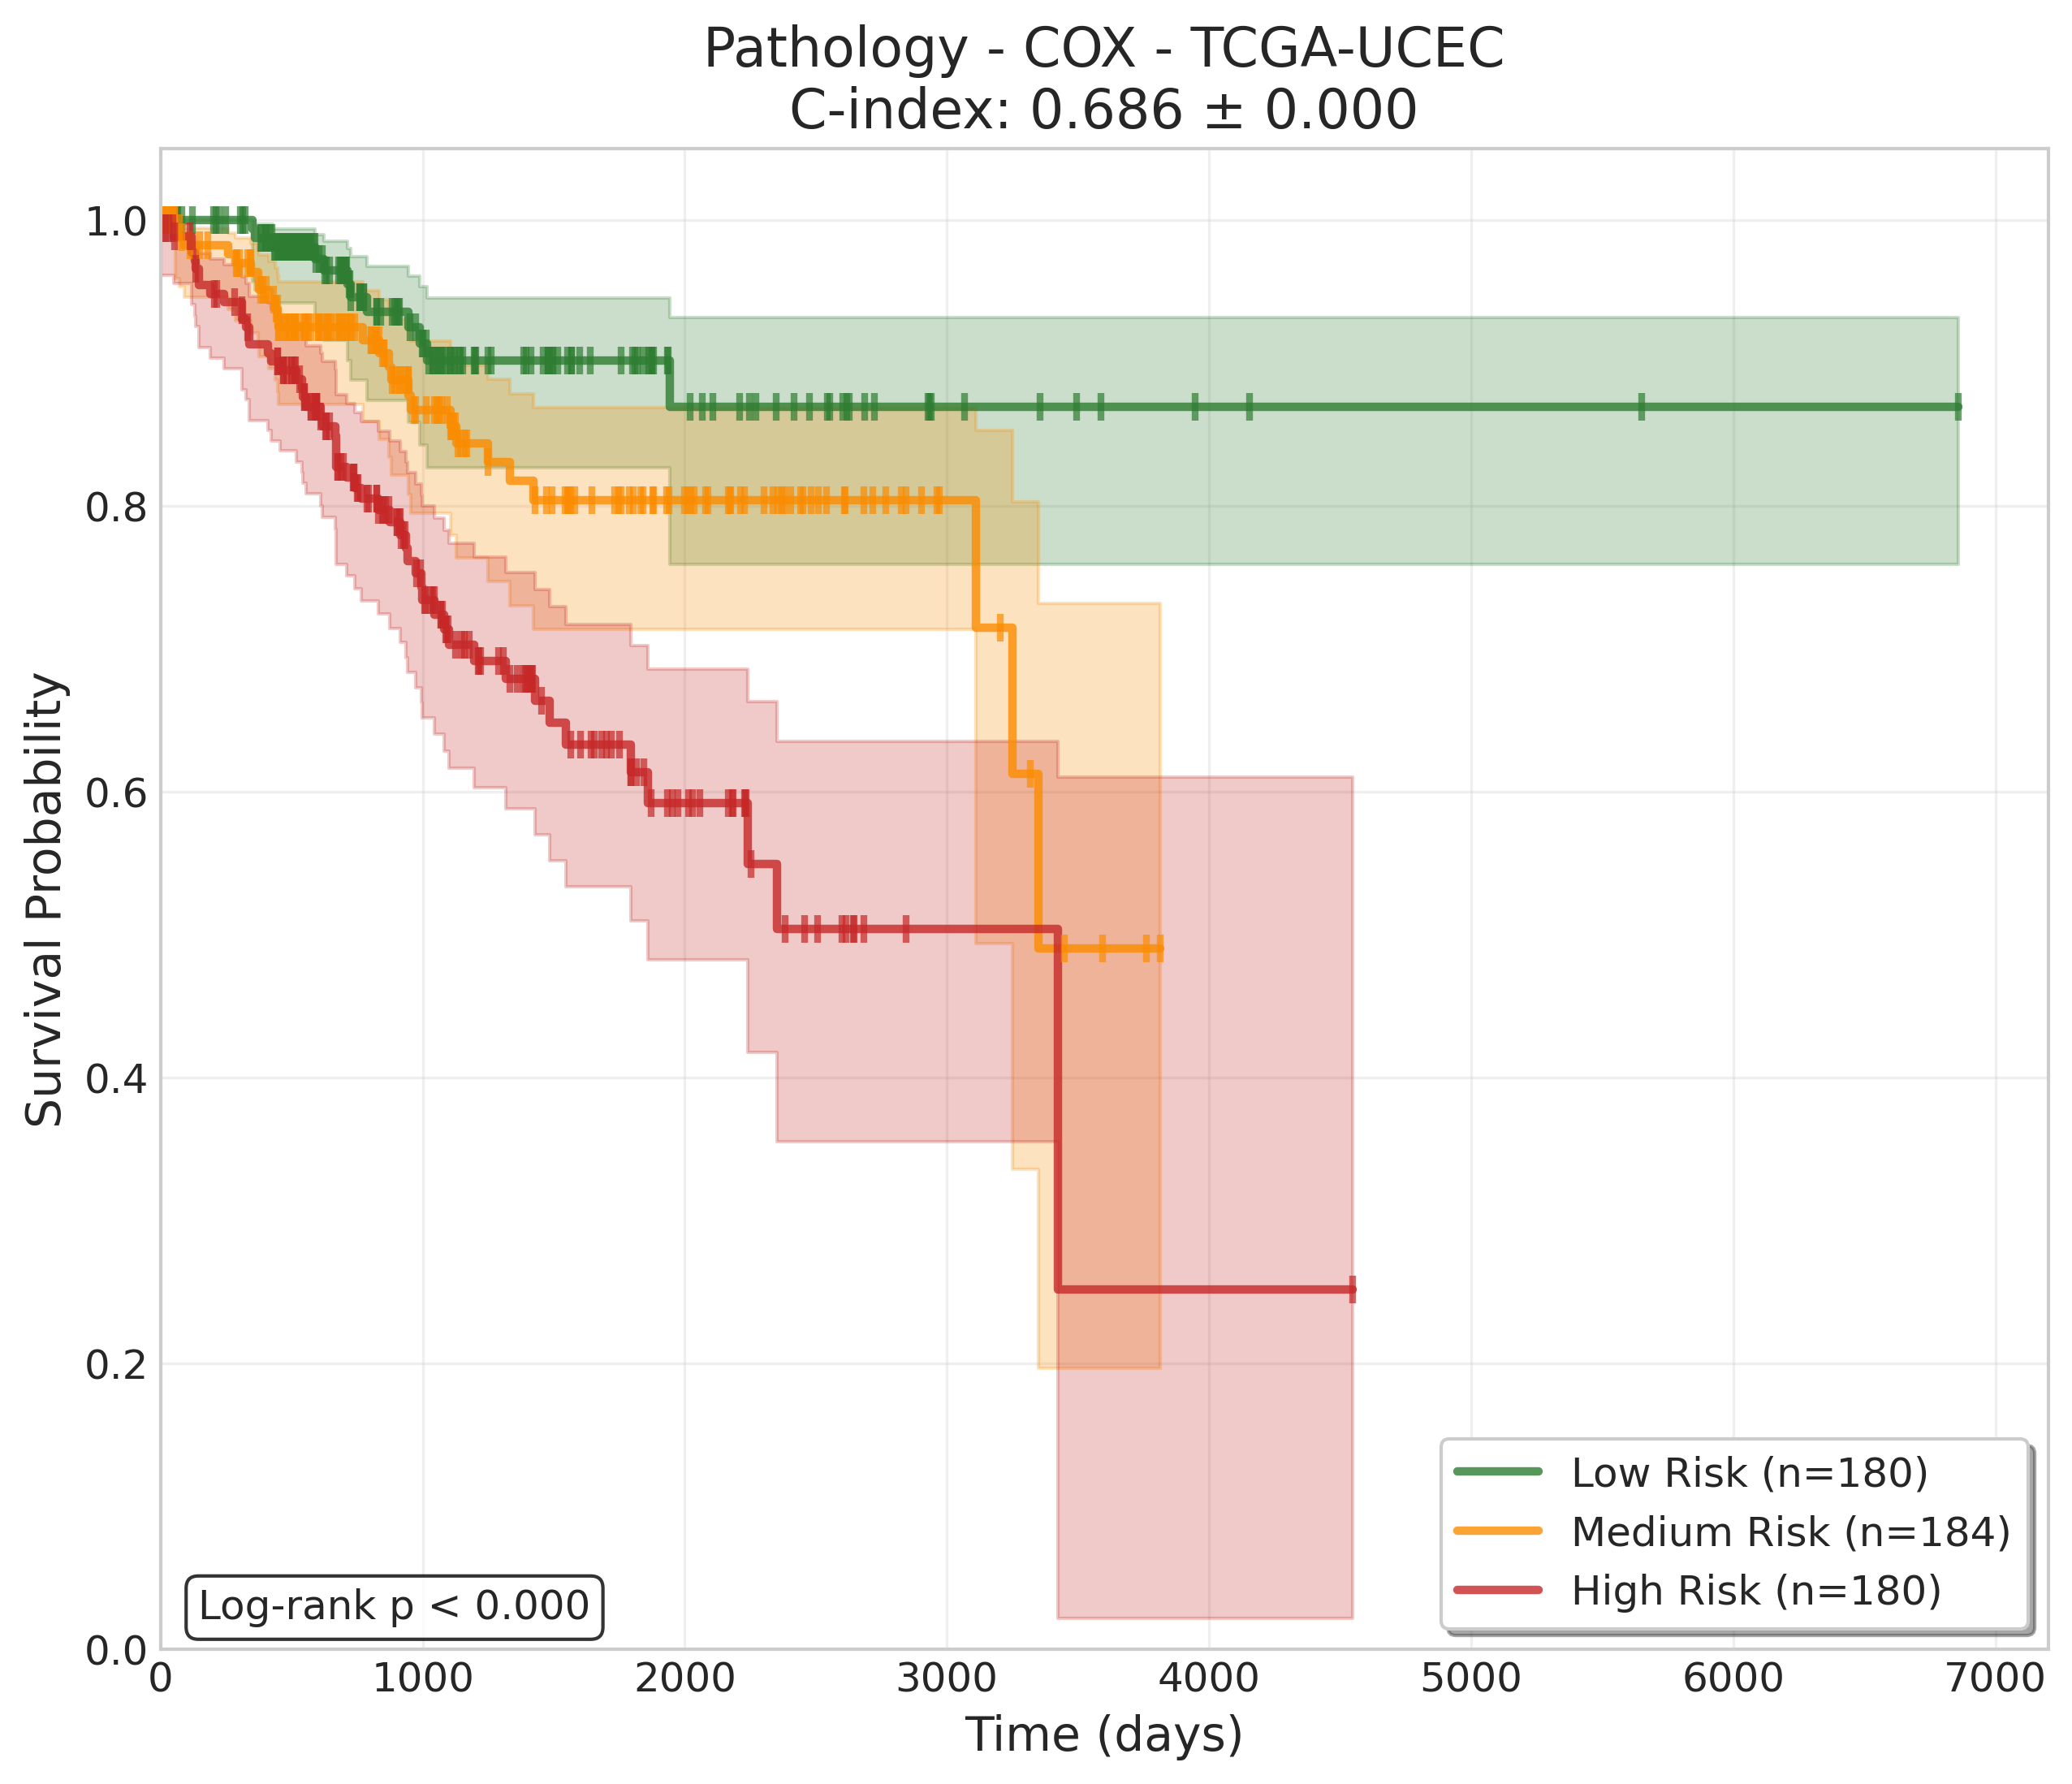 Pathology - COX - TCGA-UCEC
C-index: 0.686 ± 0.000
Survival Probability
1.0
0.8
0.6
0.4
0.2
0.0
Log-rank p < 0.000
Low Risk (n=180)
Medium Risk (n=184)
High Risk (n=180)
0 1000 2000 3000 4000 5000 6000 7000
Time (days)